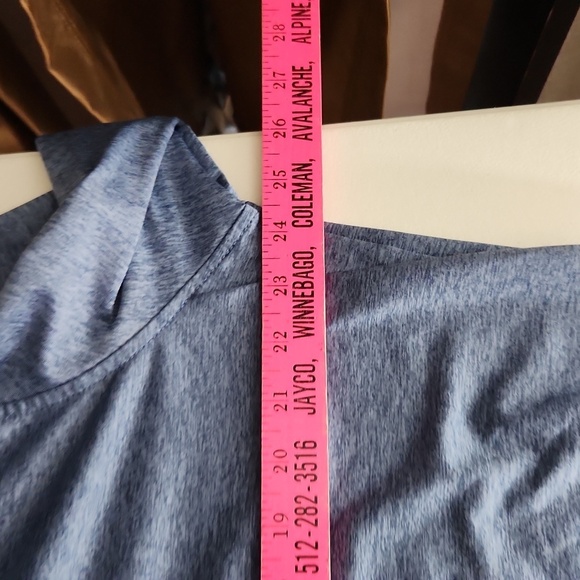 19 20 21 22 23 24 25 26 27 28
512-282-3516 JAYCO, WINNEBAGO, COLEMAN, AVALANCHE, ALPINE